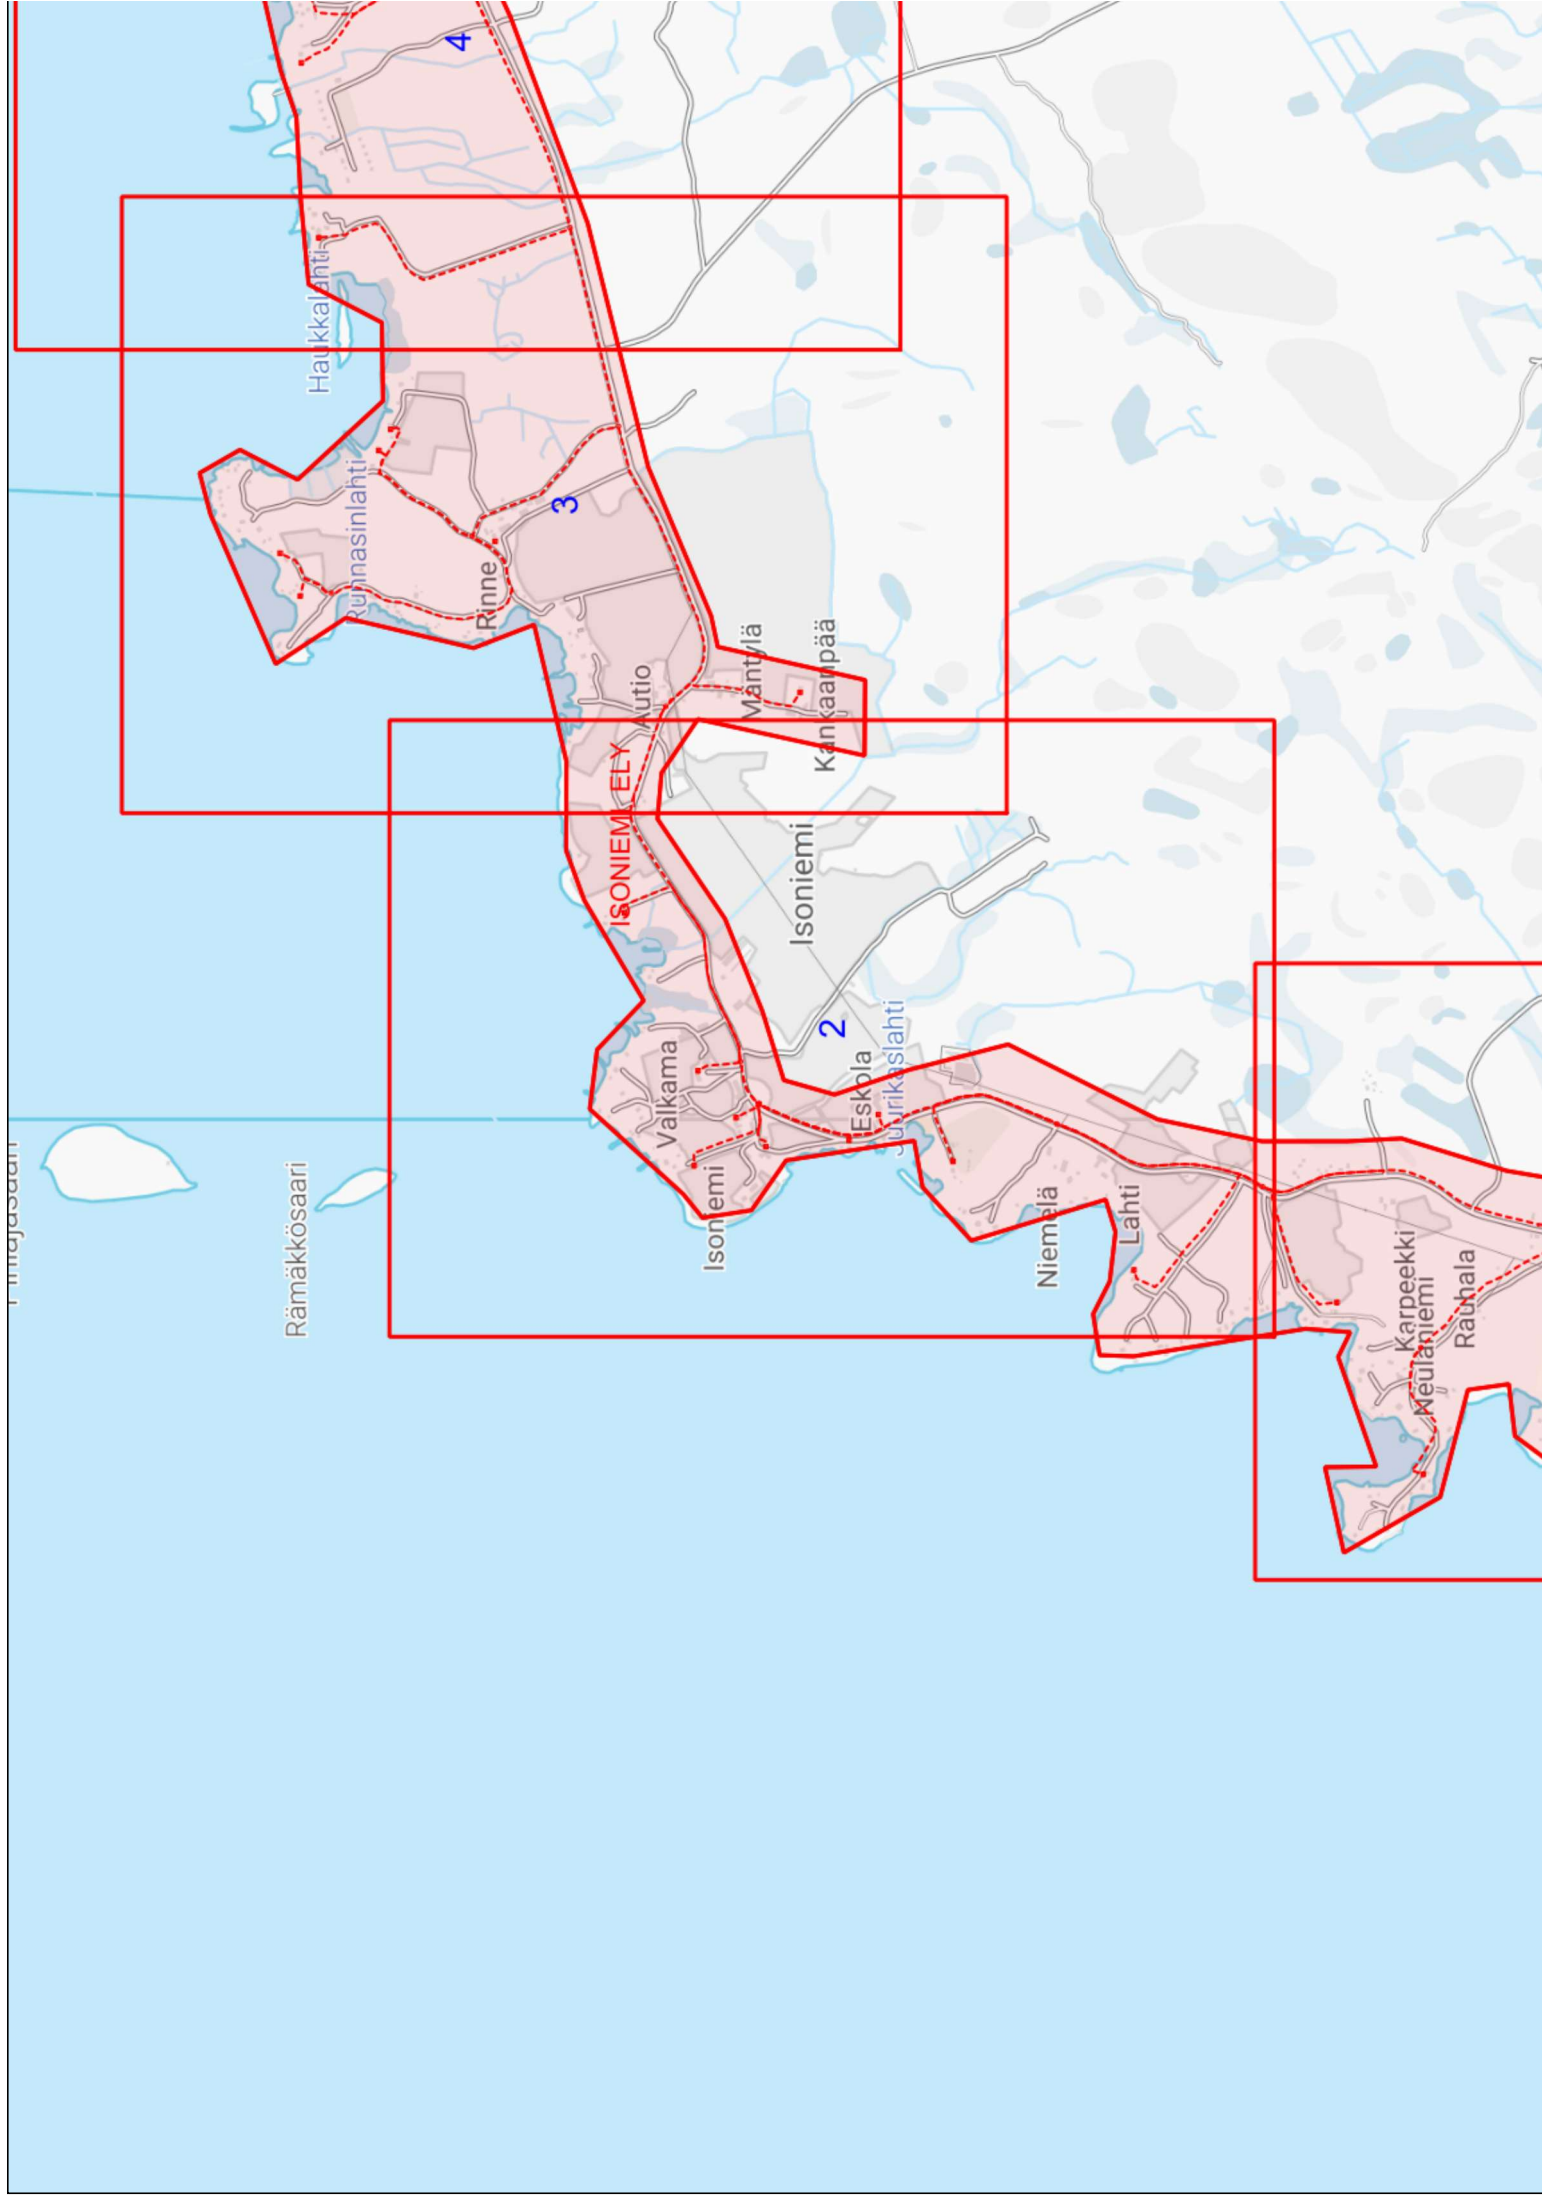 4
Haukkalahti
Runnasinlahti
3
Rinne
Mäntylä
Kankaanpää
Autio
ISONIEMI_ELY
Isoniemi
2
Juurikaslahti
Eskola
Valkama
Isoniemi
Rämäkkösaari
Niemelä
Lahti
Karpeekki
Neulaniemi
Rauhala